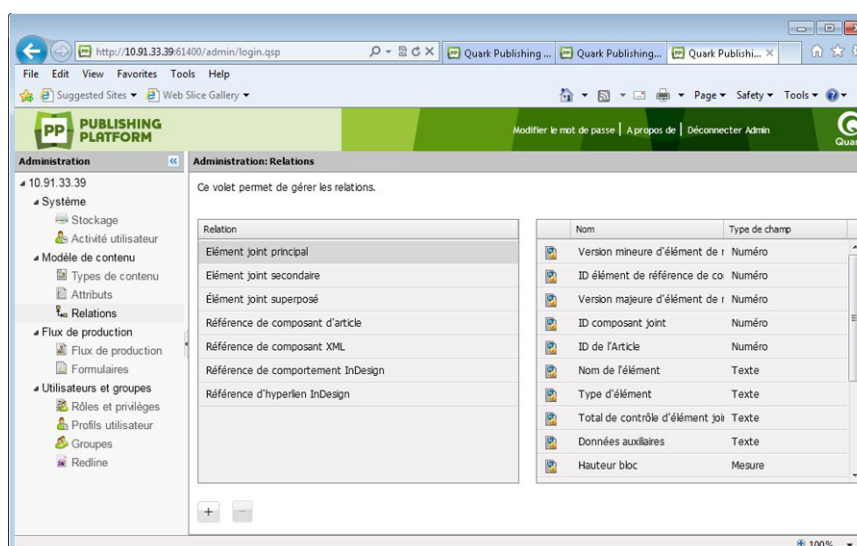 http://10.91.33.39:61400/admin/login.qsp
Quark Publishing ...
Quark Publishing...
Quark Publishi...
File Edit View Favorites Tools Help
Suggested Sites Web Slice Gallery
Page Safety Tools
PP PUBLISHING PLATFORM
Modifier le mot de passe | A propos de | Déconnecter Admin
Quark
Administration
Administration: Relations
10.91.33.39
Système
Stockage
Activité utilisateur
Modèle de contenu
Types de contenu
Attributs
Relations
Flux de production
Flux de production
Formulaires
Utilisateurs et groupes
Rôles et privilèges
Profils utilisateur
Groupes
Redline
Ce volet permet de gérer les relations.
Relation
Elément joint principal
Elément joint secondaire
Élément joint superposé
Référence de composant d'article
Référence de composant XML
Référence de comportement InDesign
Référence d'hyperlien InDesign
Nom Type de champ
Version mineure d'élément de r Numéro
ID élément de référence de co Numéro
Version majeure d'élément de r Numéro
ID composant joint Numéro
ID de l'Article Numéro
Nom de l'élément Texte
Type d'élément Texte
Total de contrôle d'élément joi Texte
Données auxiliaires Texte
Hauteur bloc Mesure
+ −
100%